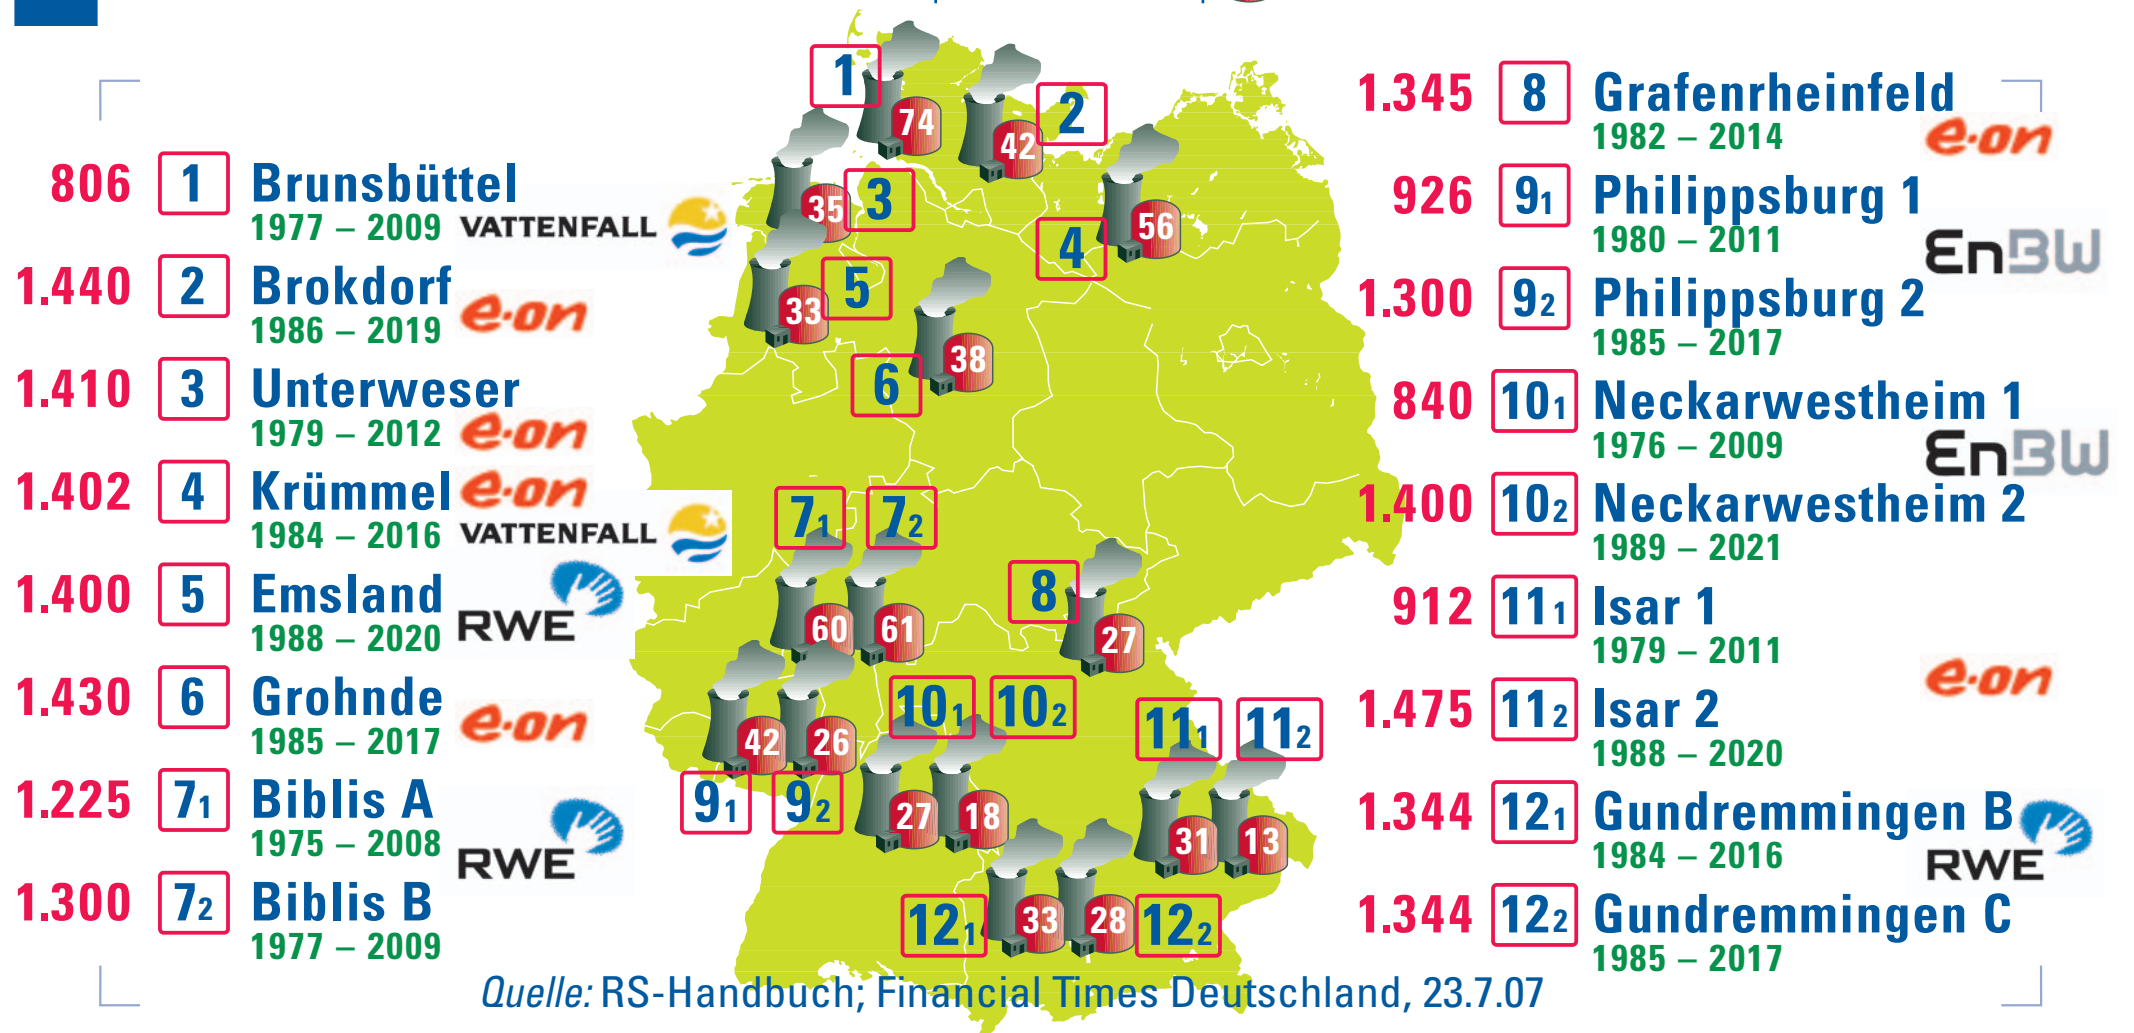 806 1 Brunsbüttel
1977 – 2009 VATTENFALL
1.440 2 Brokdorf
1986 – 2019 e·on
1.410 3 Unterweser
1979 – 2012 e·on
1.402 4 Krümmel e·on
1984 – 2016 VATTENFALL
1.400 5 Emsland
1988 – 2020 RWE
1.430 6 Grohnde
1985 – 2017 e·on
1.225 71 Biblis A
1975 – 2008 RWE
1.300 72 Biblis B
1977 – 2009
1
74
2
42
3
35
4
56
5
33
6
38
71 72
60 61
8
27
91 92
42 26
101 102
27 18
111 112
31 13
121 122
33 28
1.345 8 Grafenrheinfeld
1982 – 2014 e·on
926 91 Philippsburg 1
1980 – 2011 EnBW
1.300 92 Philippsburg 2
1985 – 2017
840 101 Neckarwestheim 1
1976 – 2009 EnBW
1.400 102 Neckarwestheim 2
1989 – 2021
912 111 Isar 1
1979 – 2011 e·on
1.475 112 Isar 2
1988 – 2020
1.344 121 Gundremmingen B
1984 – 2016 RWE
1.344 122 Gundremmingen C
1985 – 2017
Quelle: RS-Handbuch; Financial Times Deutschland, 23.7.07